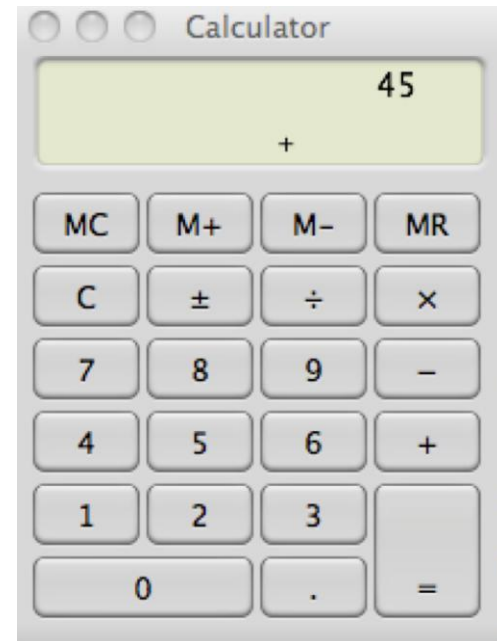 Calculator
45
+
MC M+ M− MR
C ± ÷ ×
7 8 9 −
4 5 6 +
1 2 3
0 . =